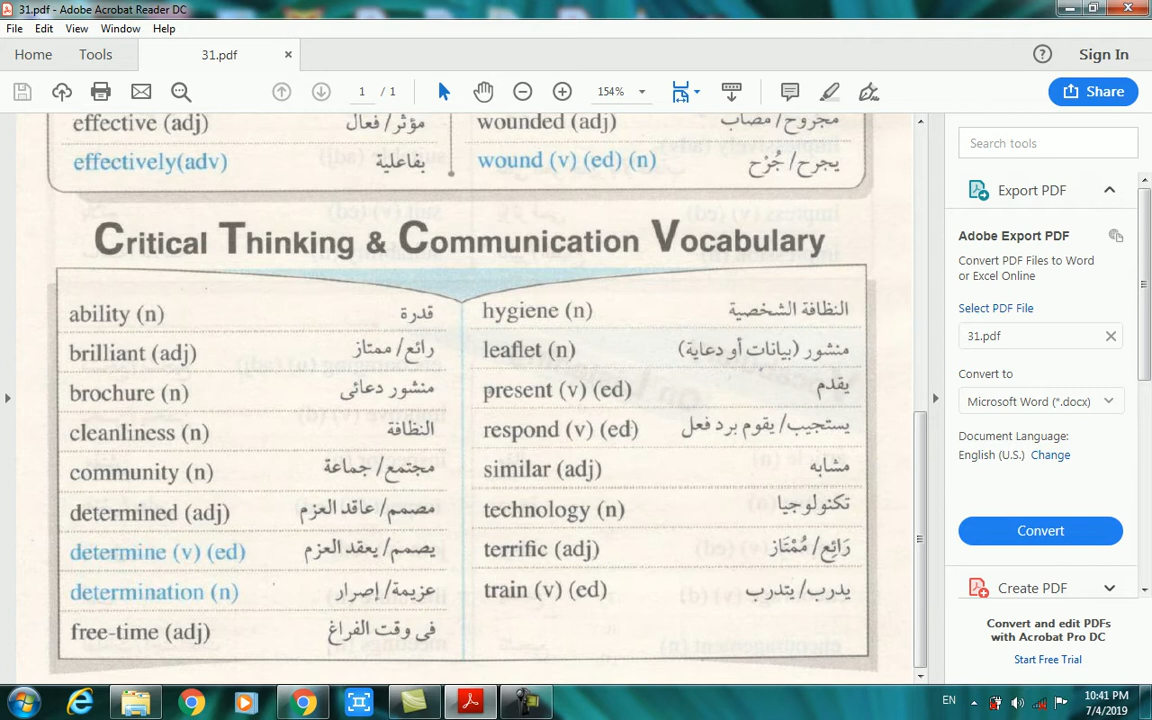 31.pdf - Adobe Acrobat Reader DC
File Edit View Window Help
Home Tools 31.pdf × Sign In
1 / 1 154% Share
effective (adj) مؤثر/ فعال
effectively(adv) بفاعلية
wounded (adj) مجروح/ مصاب
wound (v) (ed) (n) يجرح/ جُرْح
Critical Thinking & Communication Vocabulary
ability (n) قدرة
brilliant (adj) رائع/ ممتاز
brochure (n) منشور دعائى
cleanliness (n) النظافة
community (n) مجتمع/ جماعة
determined (adj) مصمم/ عاقد العزم
determine (v) (ed) يصمم/ يعقد العزم
determination (n) عزيمة/ إصرار
free-time (adj) فى وقت الفراغ
hygiene (n) النظافة الشخصية
leaflet (n) منشور (بيانات أو دعاية)
present (v) (ed) يقدم
respond (v) (ed) يستجيب/ يقوم برد فعل
similar (adj) مشابه
technology (n) تكنولوجيا
terrific (adj) رَائِع/ مُمْتَاز
train (v) (ed) يدرب/ يتدرب
Search tools
Export PDF
Adobe Export PDF
Convert PDF Files to Word
or Excel Online
Select PDF File
31.pdf
Convert to
Microsoft Word (*.docx)
Document Language:
English (U.S.) Change
Convert
Create PDF
Convert and edit PDFs
with Acrobat Pro DC
Start Free Trial
EN
10:41 PM
7/4/2019